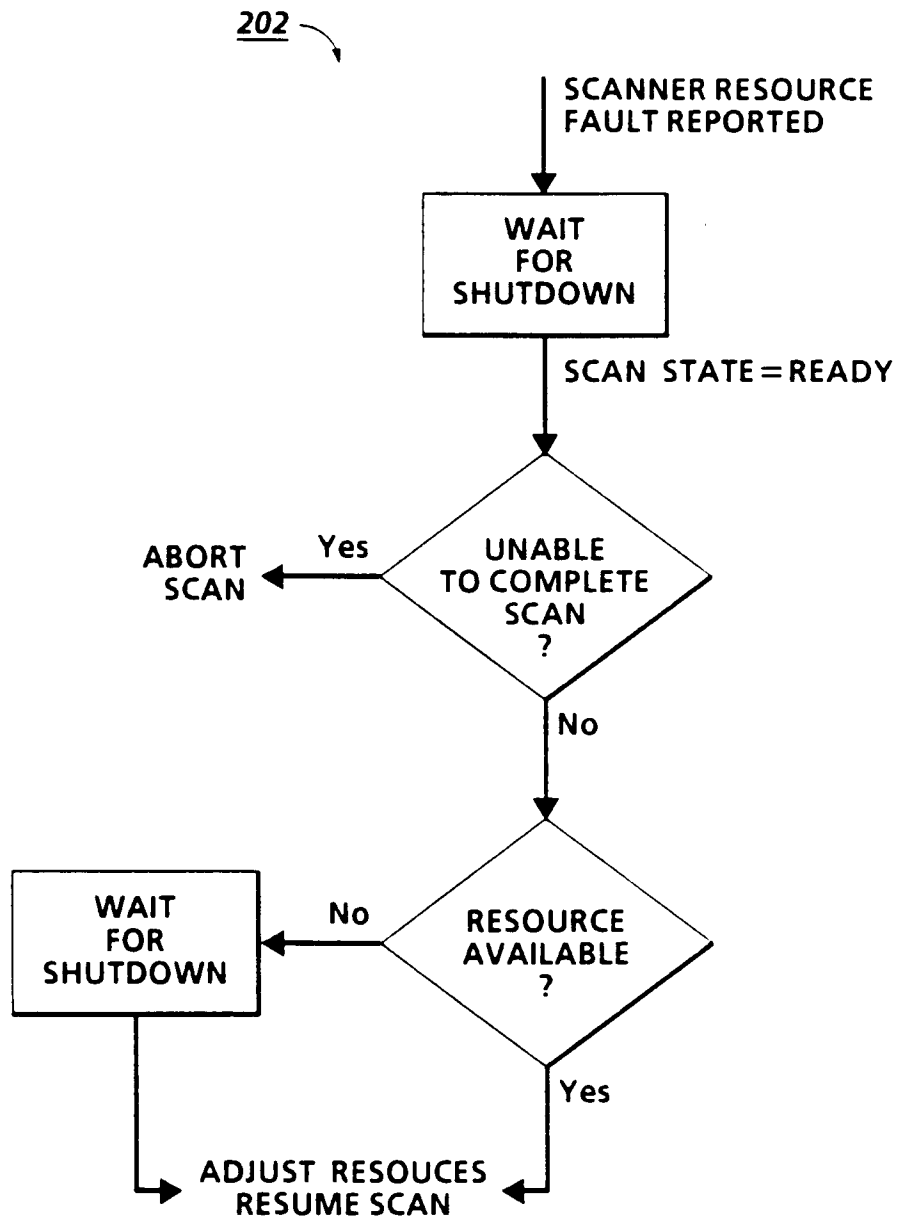 202
SCANNER RESOURCE
FAULT REPORTED
WAIT
FOR
SHUTDOWN
SCAN STATE=READY
Yes
ABORT
SCAN
UNABLE
TO COMPLETE
SCAN
?
No
WAIT
FOR
SHUTDOWN
No
RESOURCE
AVAILABLE
?
Yes
ADJUST RESOUCES
RESUME SCAN